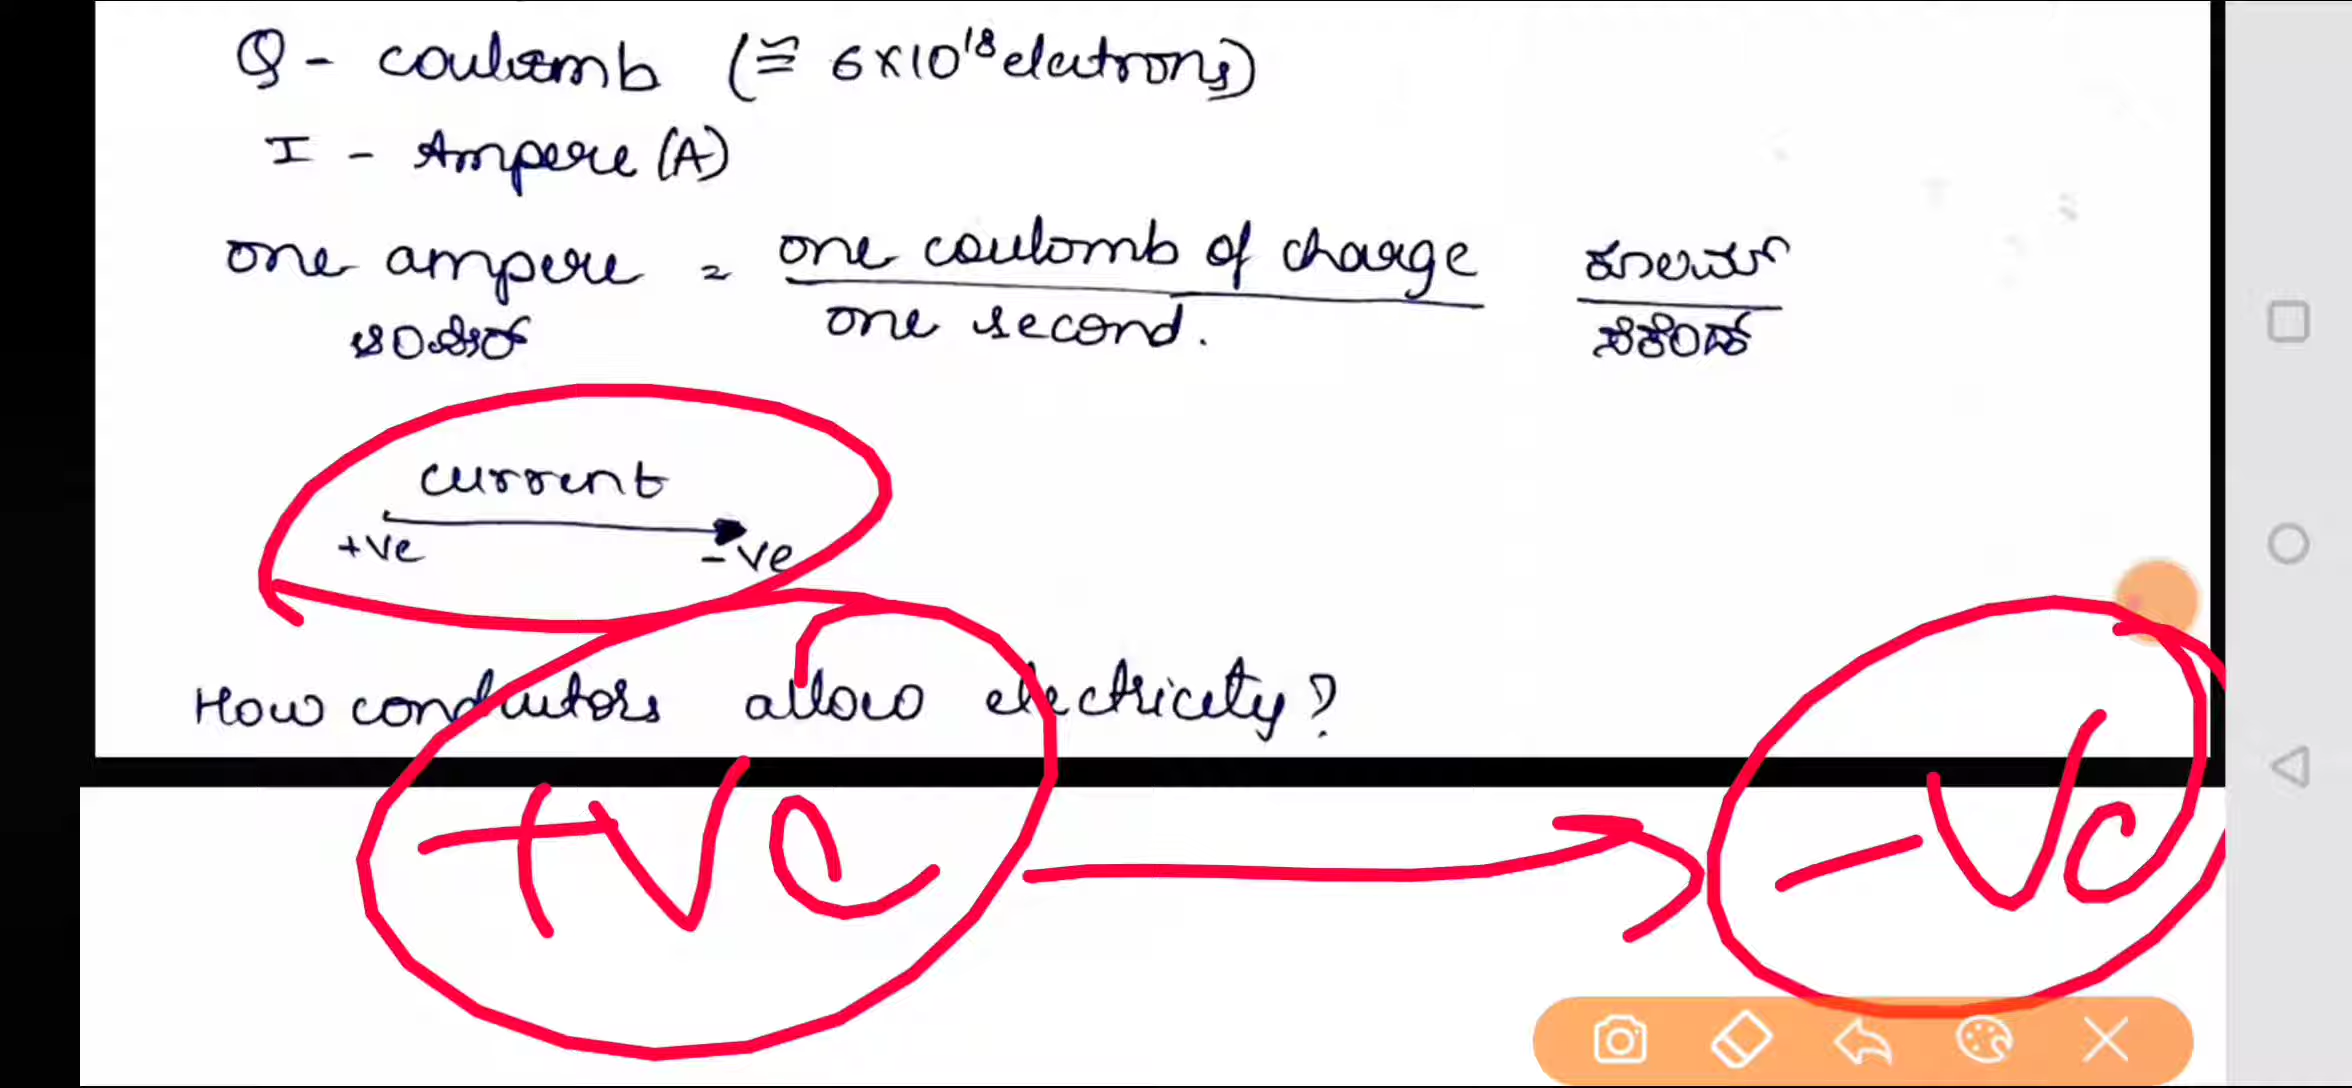 Q - coulomb (≅ 6×10¹⁸ electrons)
I - Ampere (A)
one ampere = one coulomb of charge / one second. ಕೂಲಮ್ / ಸೆಕೆಂಡ್
ಆಂಪೇರ್
current
+ve -ve
How conductors allow electricity?
+ve -ve